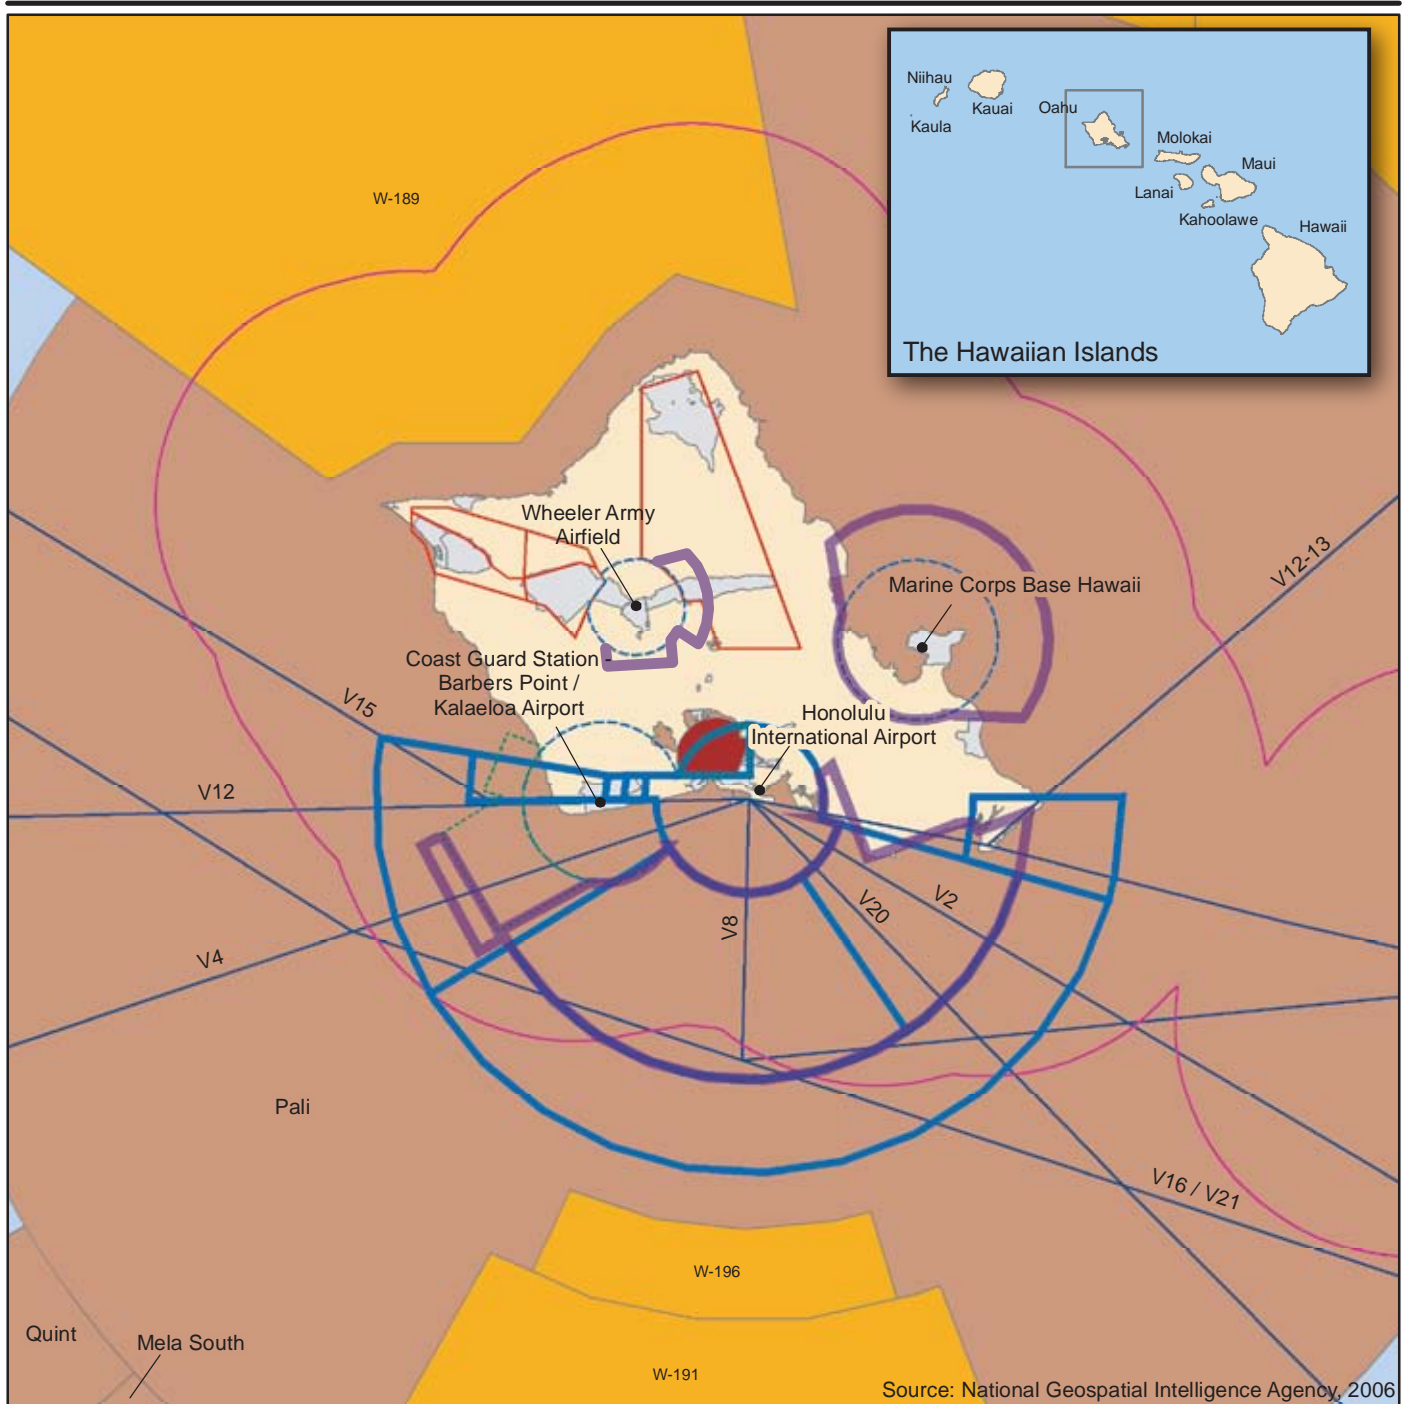 Niihau
Kauai
Kaula
Oahu
Molokai
Maui
Lanai
Kahoolawe
Hawaii
The Hawaiian Islands
W-189
Wheeler Army
Airfield
Marine Corps Base Hawaii
V12-13
Coast Guard Station
Barbers Point /
Kalaeloa Airport
Honolulu
International Airport
V15
V12
V4
V8
V20
V2
Pali
V16 / V21
W-196
Quint
Mela South
W-191
Source: National Geospatial Intelligence Agency, 2006